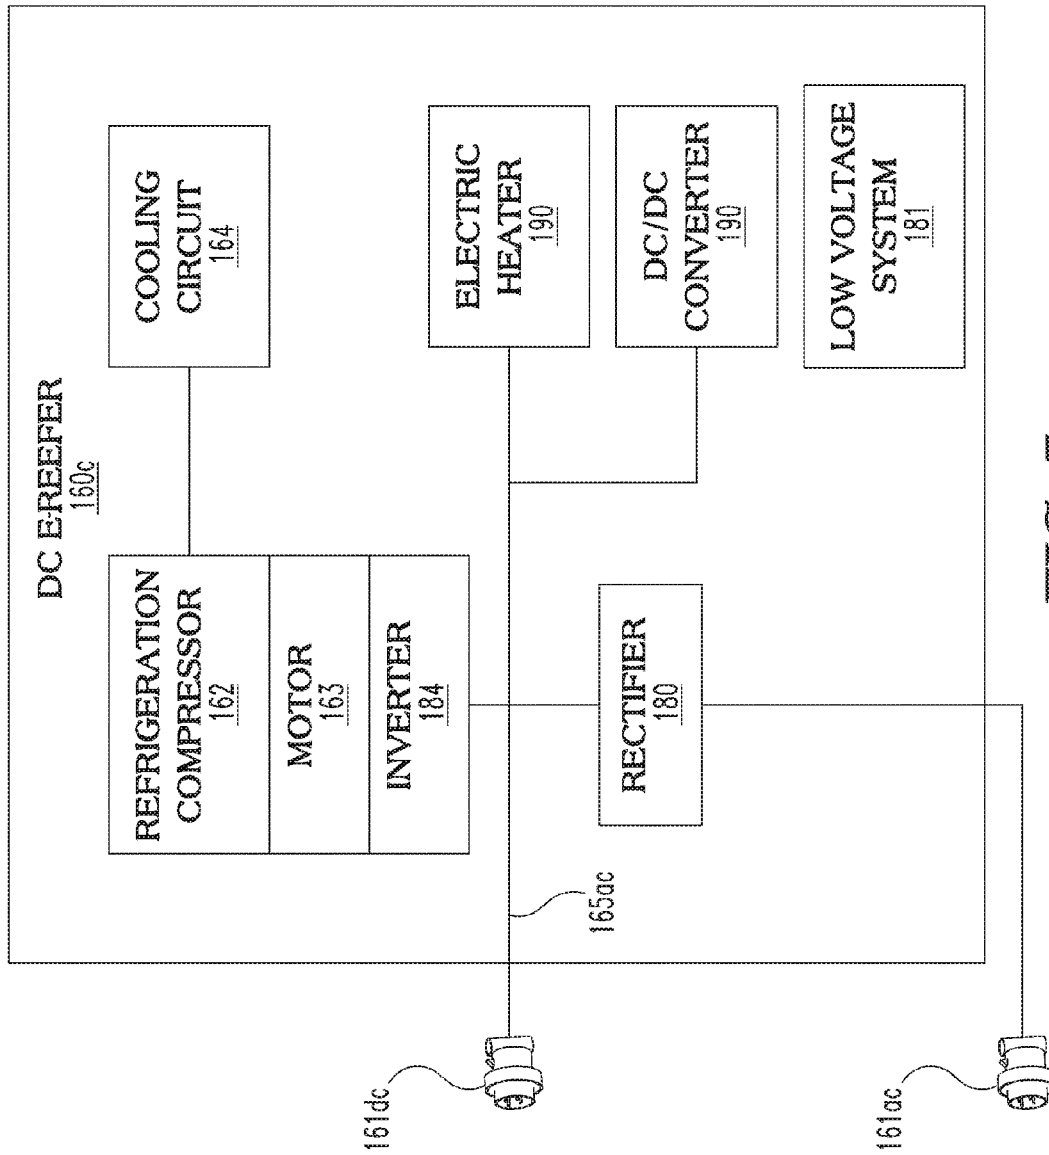 DC E-REEFER
160c
REFRIGERATION
COMPRESSOR
162
MOTOR
163
INVERTER
184
COOLING
CIRCUIT
164
165ac
161dc
ELECTRIC
HEATER
190
RECTIFIER
180
DC/DC
CONVERTER
190
LOW VOLTAGE
SYSTEM
181
161ac